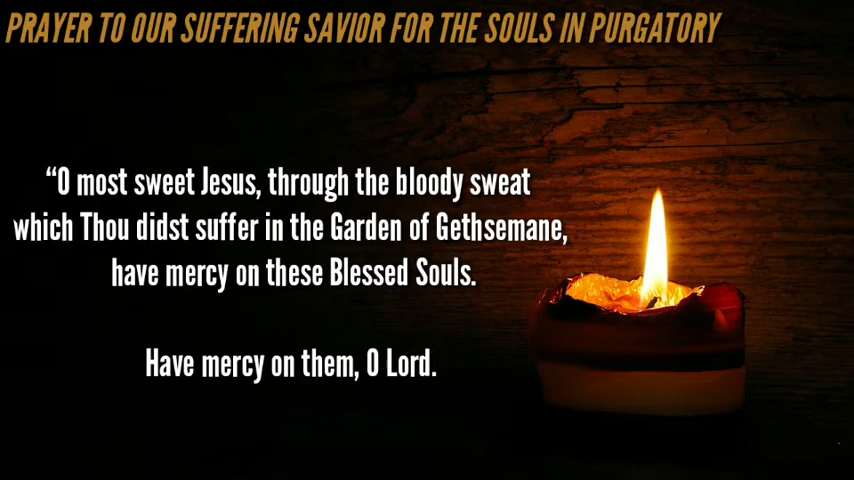 PRAYER TO OUR SUFFERING SAVIOR FOR THE SOULS IN PURGATORY
“O most sweet Jesus, through the bloody sweat
which Thou didst suffer in the Garden of Gethsemane,
have mercy on these Blessed Souls.
Have mercy on them, O Lord.